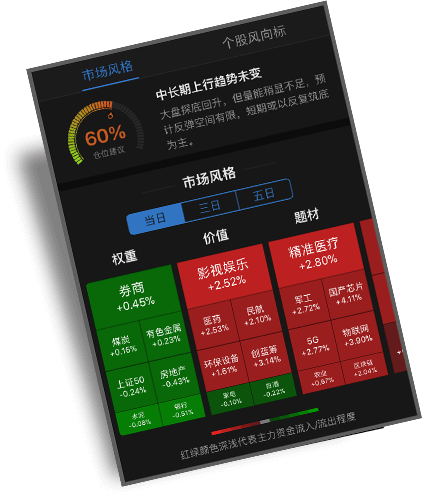 市场风格
个股风向标
60%
仓位建议
中长期上行趋势未变
大盘探底回升，但量能稍显不足，预
计反弹空间有限，短期或以反复筑底
为主。
市场风格
当日
三日
五日
权重
价值
题材
券商
+0.45%
煤炭
+0.16%
有色金属
+0.23%
上证50
-0.24%
房地产
-0.43%
水泥
-0.08%
银行
-0.51%
影视娱乐
+2.52%
医药
+2.53%
民航
+2.10%
环保设备
+1.61%
创蓝筹
+3.14%
家电
-0.10%
白酒
-0.22%
精准医疗
+2.80%
军工
+2.72%
国产芯片
+4.11%
5G
+2.77%
物联网
+3.90%
农业
+0.67%
区块链
+2.04%
红绿颜色深浅代表主力资金流入/流出程度